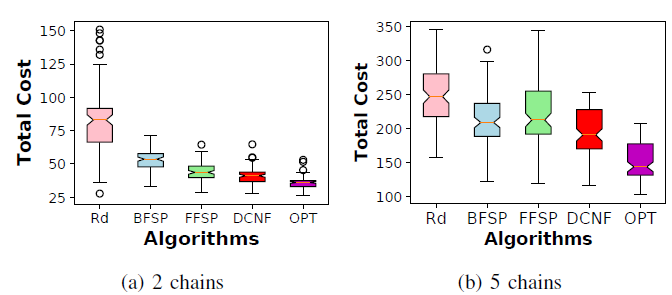 150
125
100
75
50
25
Total Cost
Rd BFSP FFSP DCNF OPT
Algorithms
(a) 2 chains
350
300
250
200
150
100
Total Cost
Rd BFSP FFSP DCNF OPT
Algorithms
(b) 5 chains